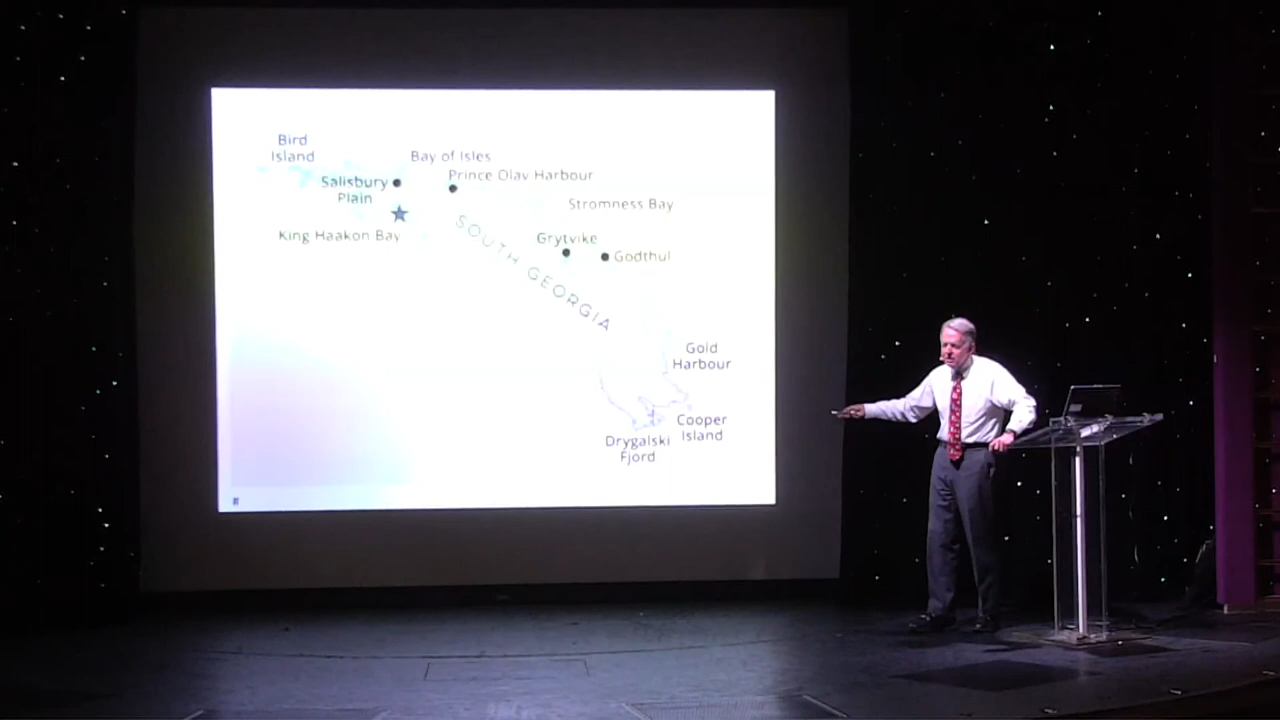 Bird
Island
Bay of Isles
Prince Olav Harbour
Salisbury
Plain
Stromness Bay
King Haakon Bay
SOUTH GEORGIA
Grytvike
Godthul
Gold
Harbour
Cooper
Island
Drygalski
Fjord